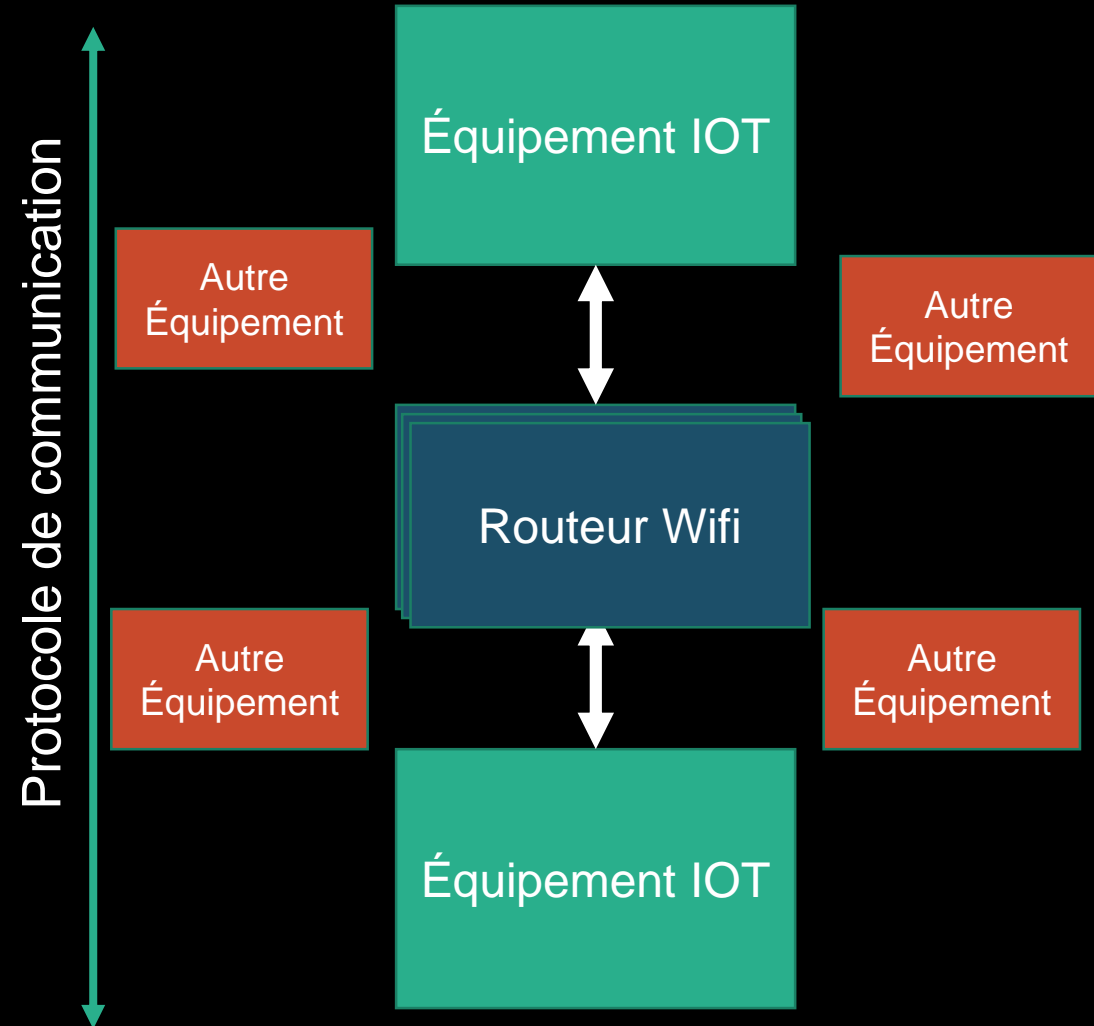 Protocole de communication
Équipement IOT
Autre
Équipement
Autre
Équipement
Routeur Wifi
Autre
Équipement
Autre
Équipement
Équipement IOT